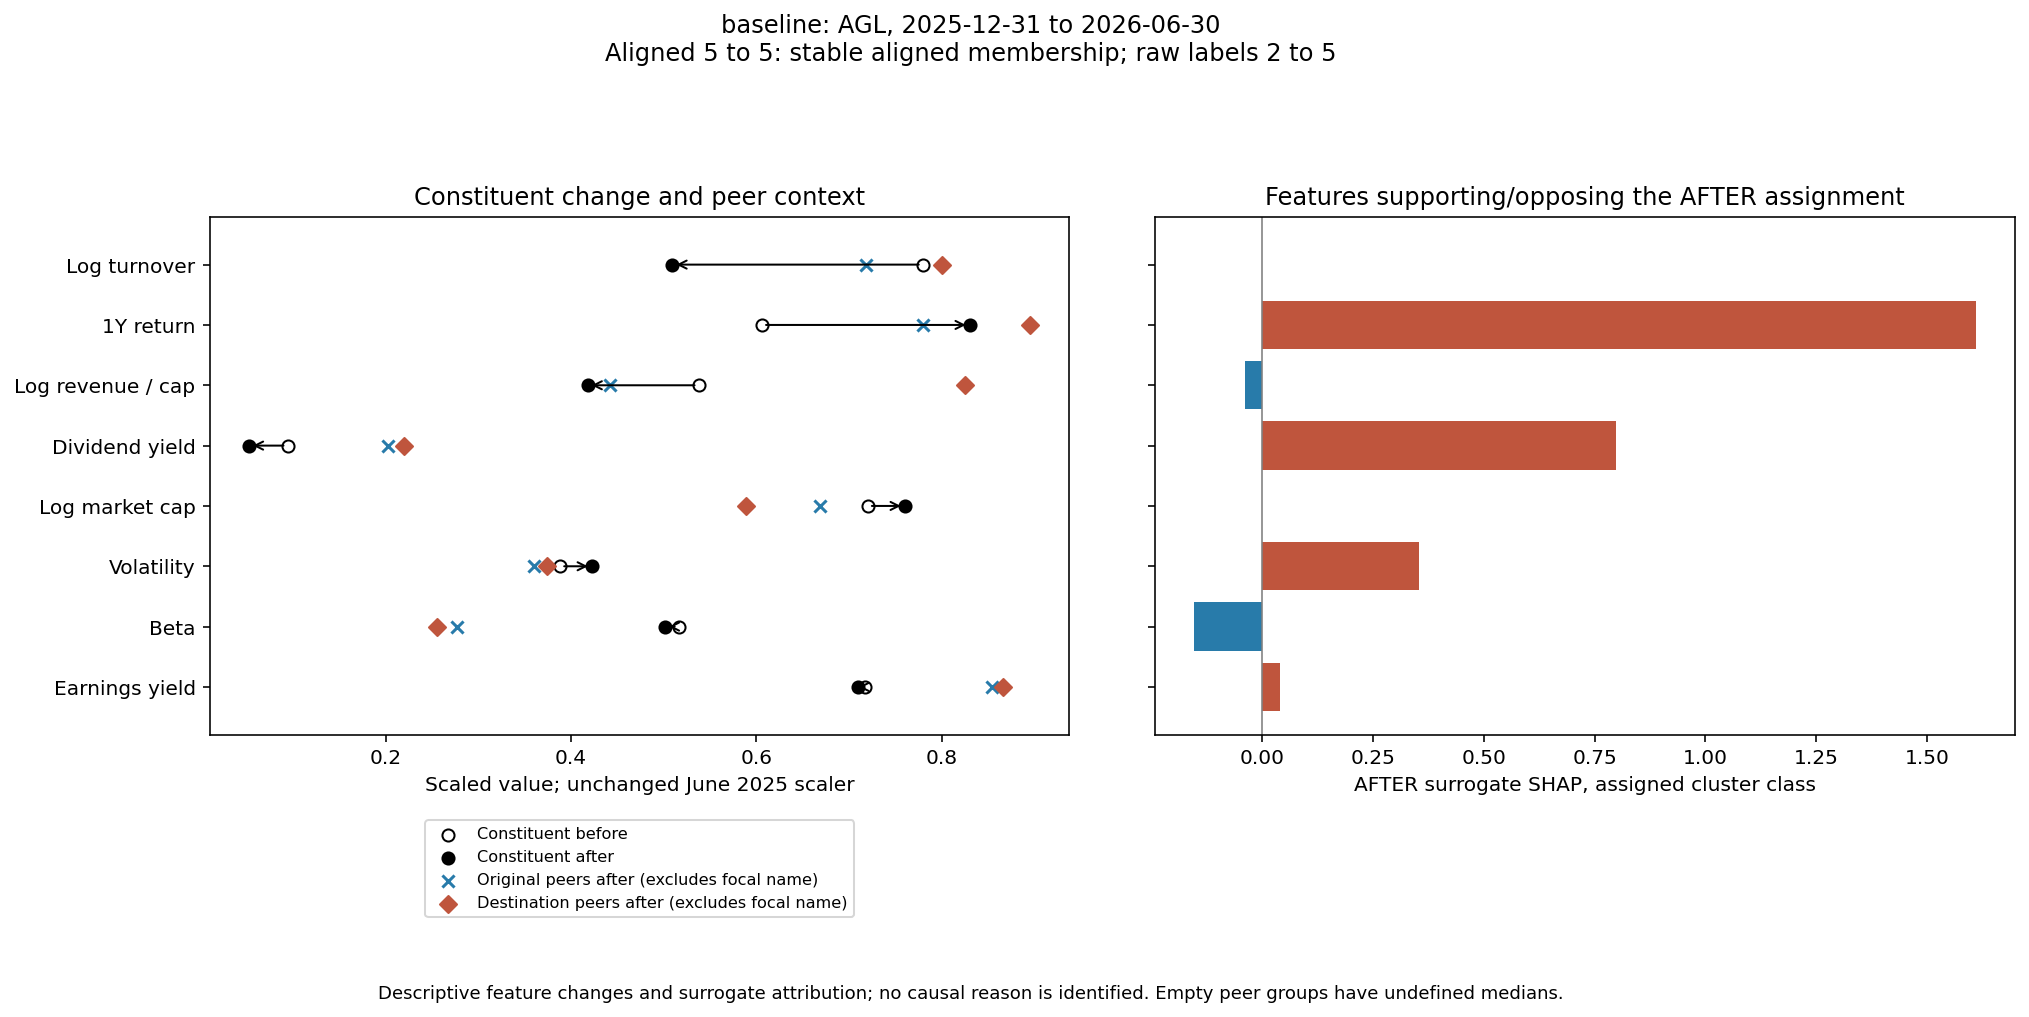 baseline: AGL, 2025-12-31 to 2026-06-30
Aligned 5 to 5: stable aligned membership; raw labels 2 to 5
Constituent change and peer context
Log turnover
1Y return
Log revenue / cap
Dividend yield
Log market cap
Volatility
Beta
Earnings yield
0.2 0.4 0.6 0.8
Scaled value; unchanged June 2025 scaler
Constituent before
Constituent after
Original peers after (excludes focal name)
Destination peers after (excludes focal name)
Features supporting/opposing the AFTER assignment
0.00 0.25 0.50 0.75 1.00 1.25 1.50
AFTER surrogate SHAP, assigned cluster class
Descriptive feature changes and surrogate attribution; no causal reason is identified. Empty peer groups have undefined medians.